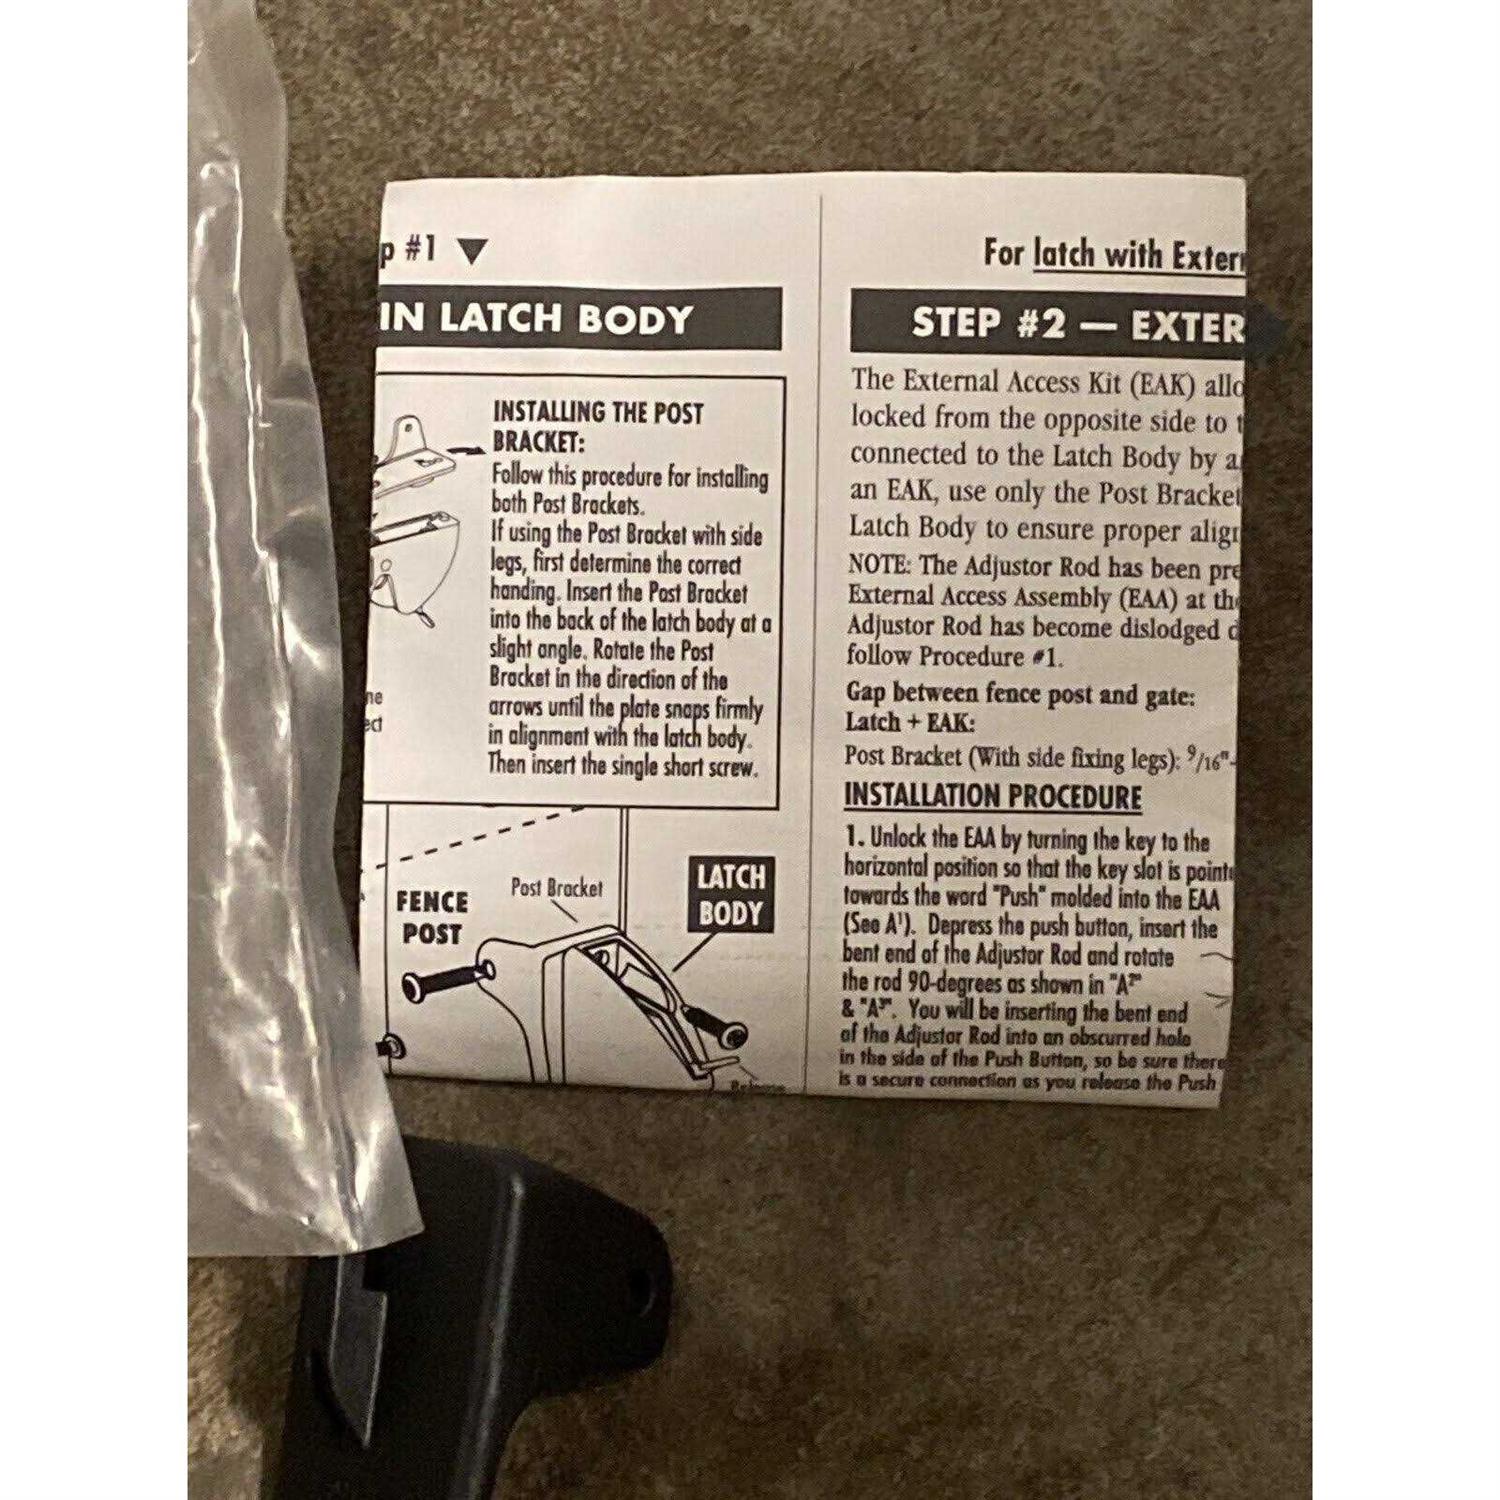 p #1
IN LATCH BODY
INSTALLING THE POST
BRACKET:
Follow this procedure for installing
both Post Brackets.
If using the Post Bracket with side
legs, first determine the correct
handing. Insert the Post Bracket
into the back of the latch body at a
slight angle. Rotate the Post
Bracket in the direction of the
arrows until the plate snaps firmly
in alignment with the latch body.
Then insert the single short screw.
ne
ect
FENCE
POST
Post Bracket
LATCH
BODY
Release
For latch with Extern
STEP #2 — EXTER
The External Access Kit (EAK) allo
locked from the opposite side to t
connected to the Latch Body by a
an EAK, use only the Post Bracket
Latch Body to ensure proper align
NOTE: The Adjustor Rod has been pre
External Access Assembly (EAA) at the
Adjustor Rod has become dislodged d
follow Procedure #1.
Gap between fence post and gate:
Latch + EAK:
Post Bracket (With side fixing legs): 9/16"-
INSTALLATION PROCEDURE
1. Unlock the EAA by turning the key to the
horizontal position so that the key slot is pointe
towards the word "Push" molded into the EAA
(See A¹). Depress the push button, insert the
bent end of the Adjustor Rod and rotate
the rod 90-degrees as shown in "A²"
& "A³". You will be inserting the bent end
of the Adjustor Rod into an obscurred hole
in the side of the Push Button, so be sure there
is a secure connection as you release the Push